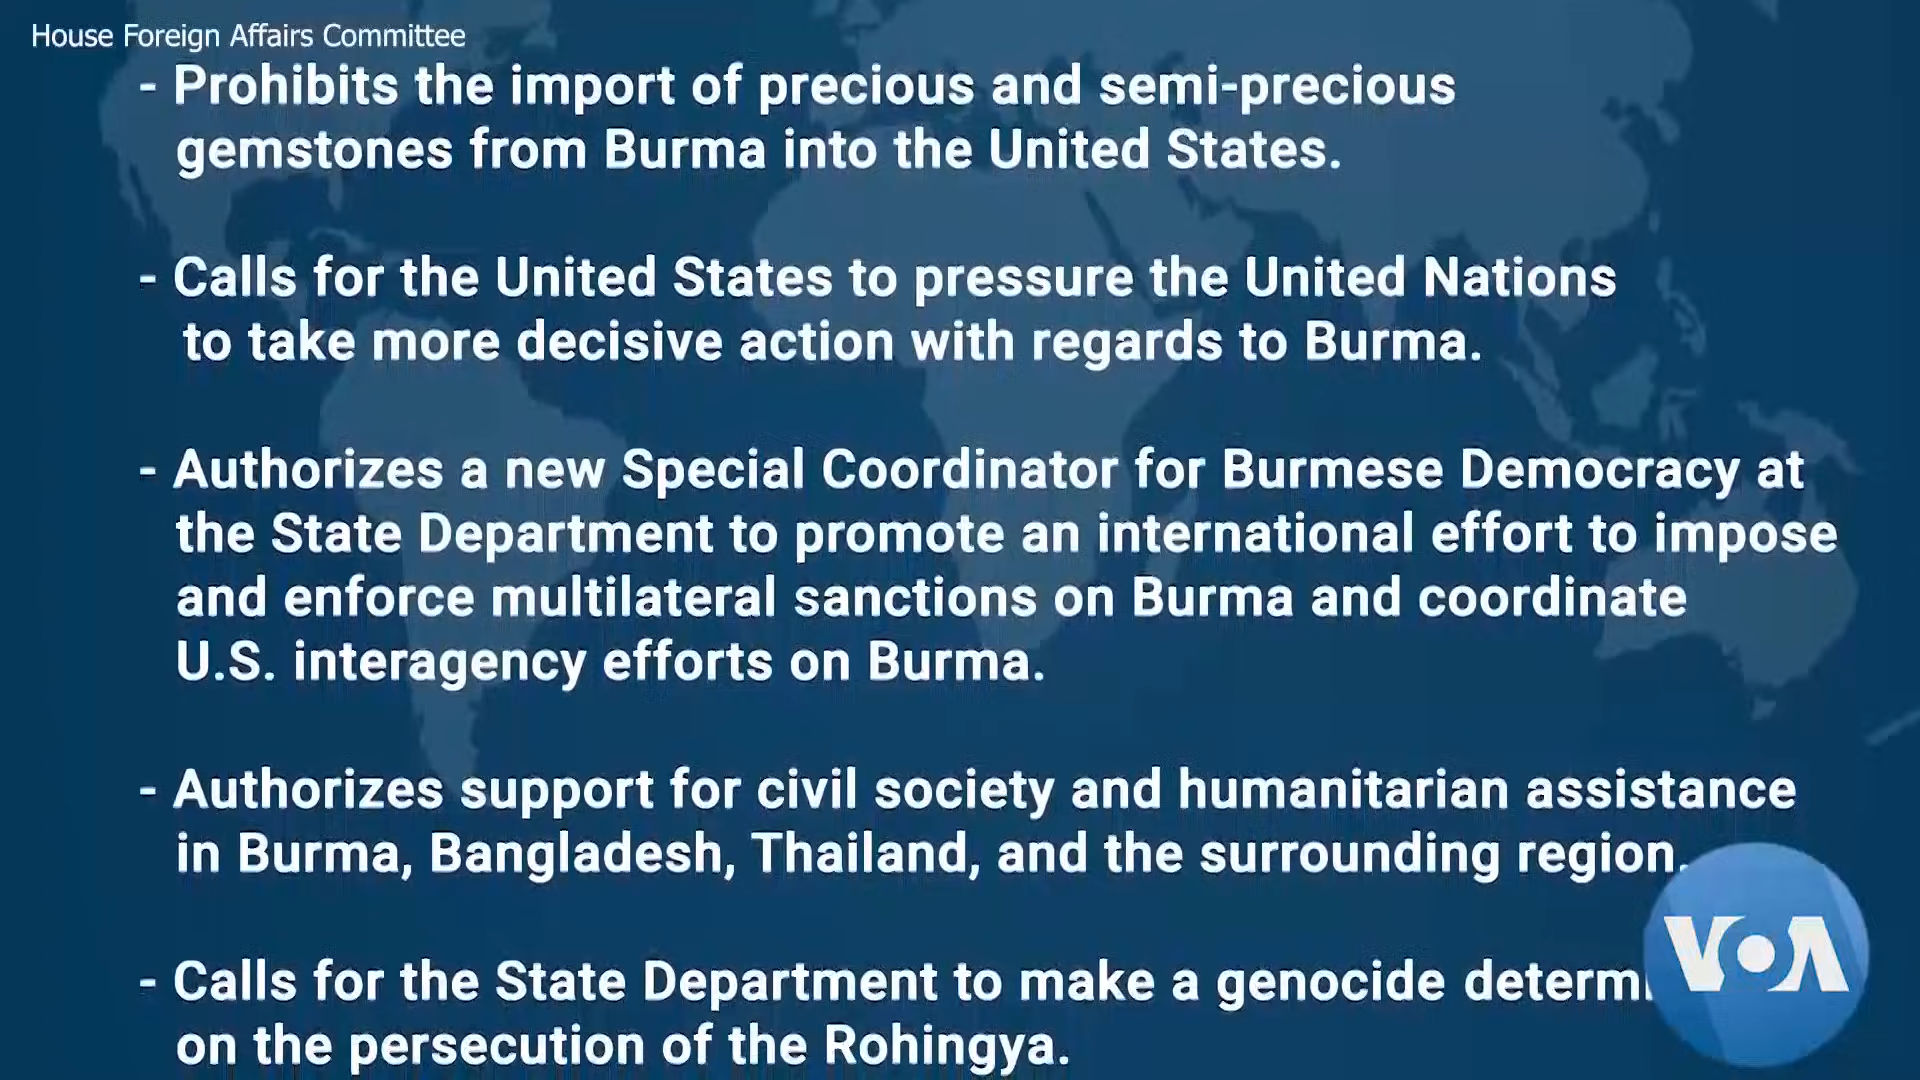 House Foreign Affairs Committee
- Prohibits the import of precious and semi-precious
gemstones from Burma into the United States.
- Calls for the United States to pressure the United Nations
to take more decisive action with regards to Burma.
- Authorizes a new Special Coordinator for Burmese Democracy at
the State Department to promote an international effort to impose
and enforce multilateral sanctions on Burma and coordinate
U.S. interagency efforts on Burma.
- Authorizes support for civil society and humanitarian assistance
in Burma, Bangladesh, Thailand, and the surrounding region.
- Calls for the State Department to make a genocide
on the persecution of the Rohingya.
VOA